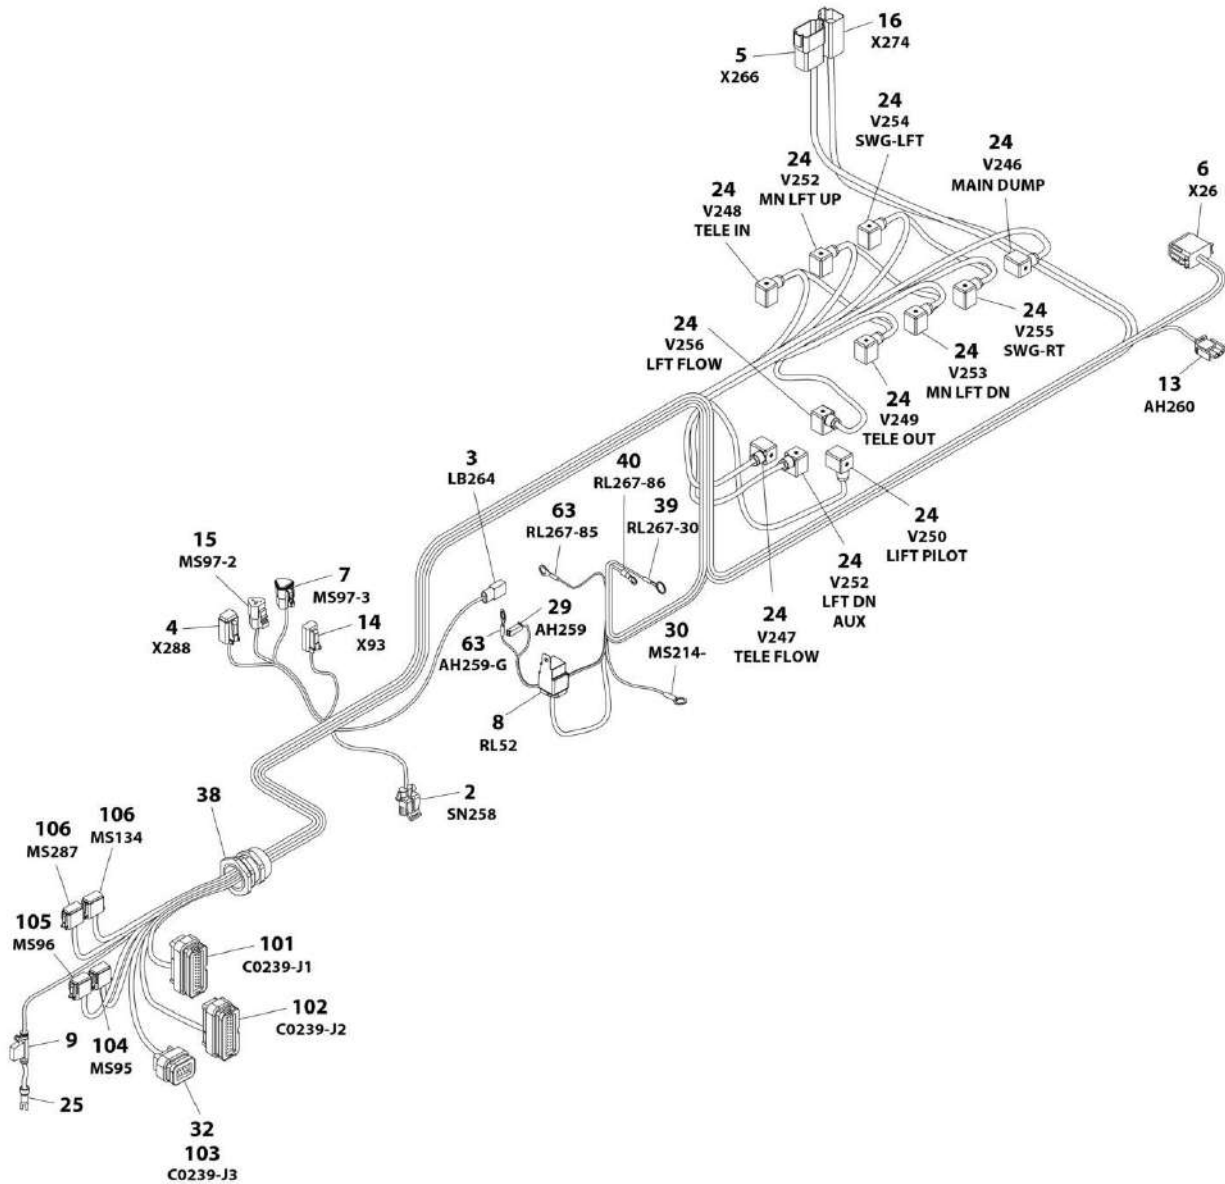 16
X274
5
X266
24
V254
SWG-LFT
24
V252
MN LFT UP
24
V246
MAIN DUMP
6
X26
24
V248
TELE IN
24
V256
LFT FLOW
24
V255
SWG-RT
24
V253
MN LFT DN
13
AH260
24
V249
TELE OUT
3
LB264
40
RL267-86
63
RL267-85
39
RL267-30
24
V250
LIFT PILOT
15
MS97-2
7
MS97-3
24
V252
LFT DN
AUX
4
X288
14
X93
29
AH259
63
AH259-G
30
MS214-
24
V247
TELE FLOW
8
RL52
2
SN258
38
106
MS134
106
MS287
105
MS96
101
C0239-J1
102
C0239-J2
9
104
MS95
25
32
103
C0239-J3